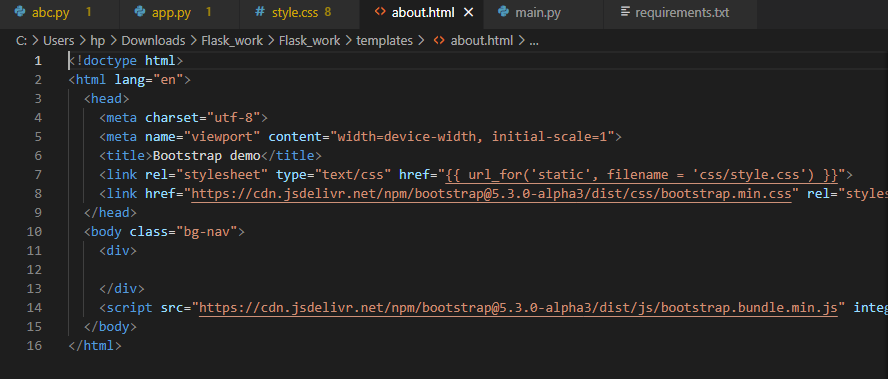 abc.py 1 app.py 1 # style.css 8 <> about.html × main.py requirements.txt
C: > Users > hp > Downloads > Flask_work > Flask_work > templates > <> about.html > ...
1 <!doctype html>
2 <html lang="en">
3 <head>
4 <meta charset="utf-8">
5 <meta name="viewport" content="width=device-width, initial-scale=1">
6 <title>Bootstrap demo</title>
7 <link rel="stylesheet" type="text/css" href="{{ url_for('static', filename = 'css/style.css') }}">
8 <link href="https://cdn.jsdelivr.net/npm/bootstrap@5.3.0-alpha3/dist/css/bootstrap.min.css" rel="styles
9 </head>
10 <body class="bg-nav">
11 <div>
12
13 </div>
14 <script src="https://cdn.jsdelivr.net/npm/bootstrap@5.3.0-alpha3/dist/js/bootstrap.bundle.min.js" integ
15 </body>
16 </html>